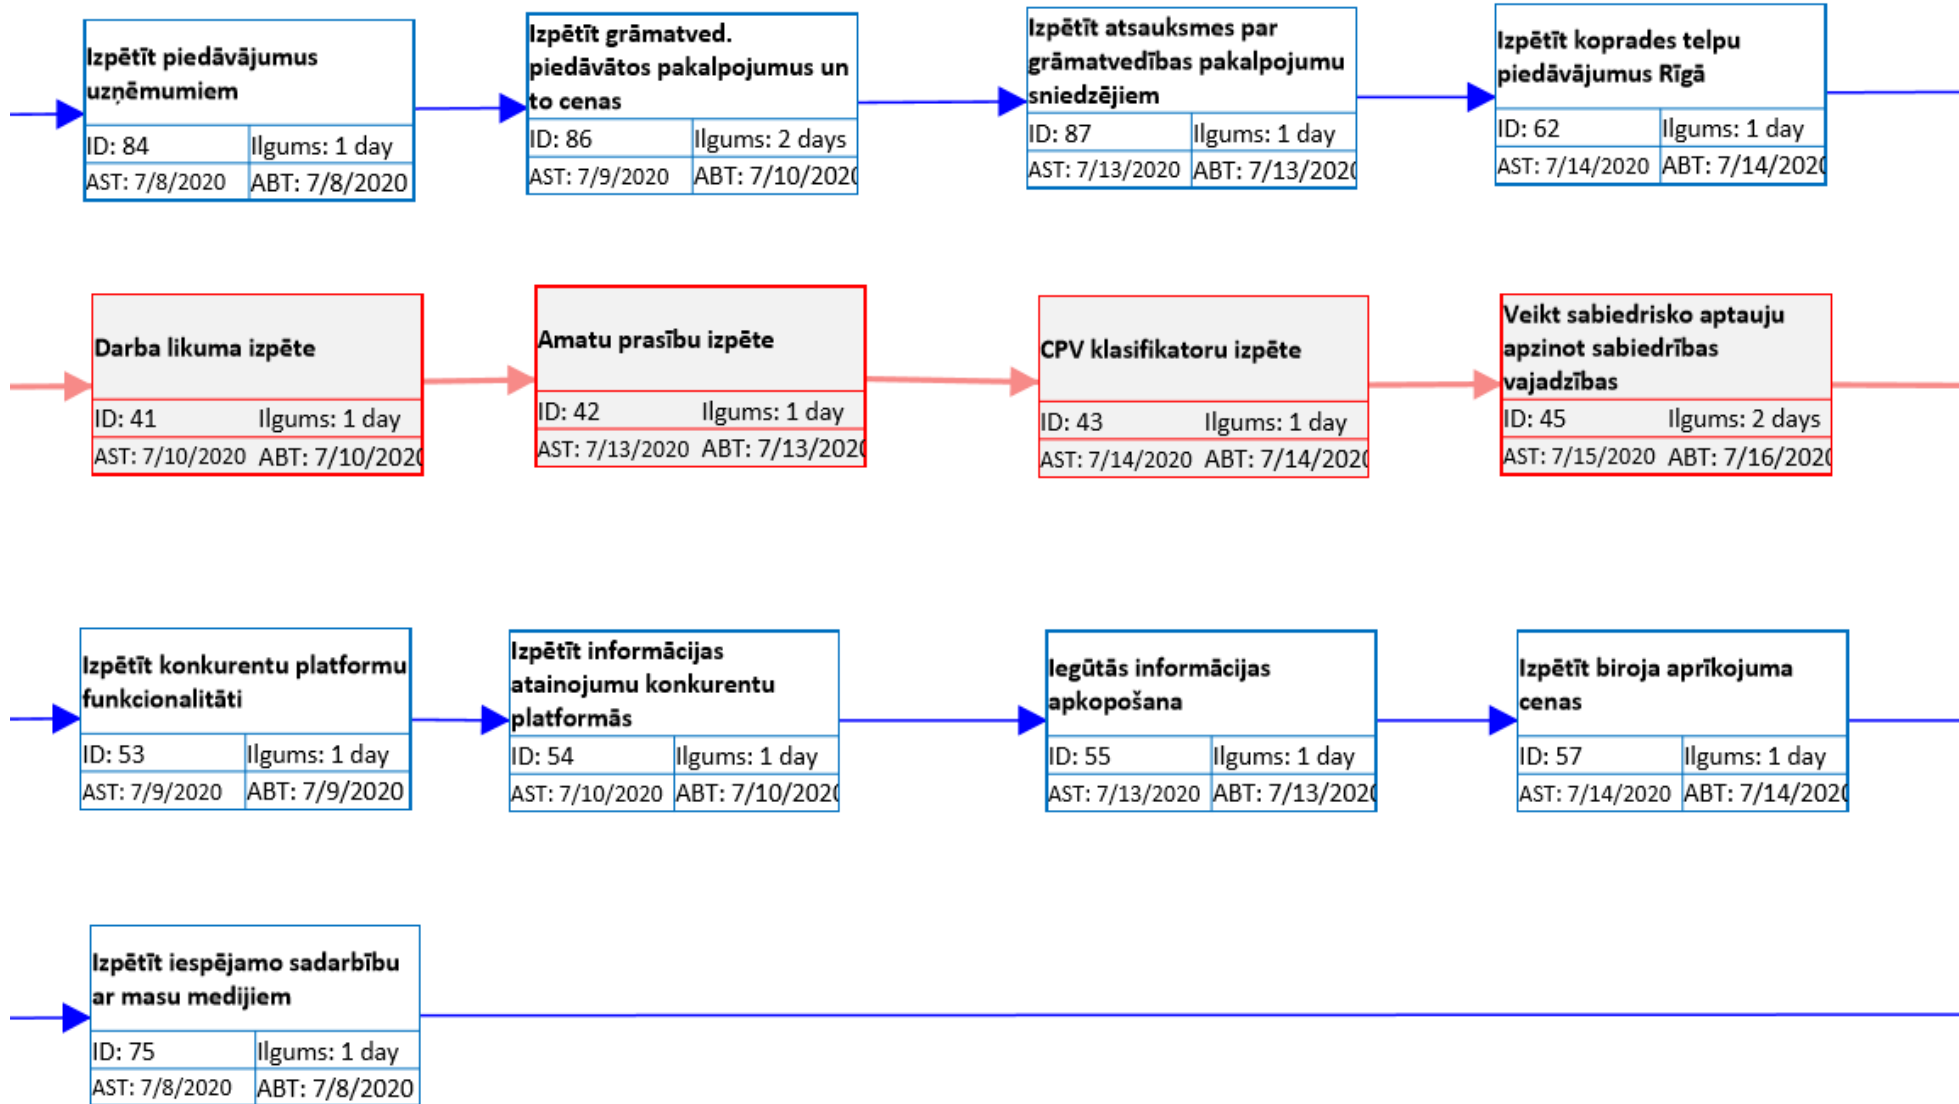 Izpētīt piedāvājumus
uzņēmumiem
ID: 84 Ilgums: 1 day
AST: 7/8/2020 ABT: 7/8/2020
Izpētīt grāmatved.
piedāvātos pakalpojumus un
to cenas
ID: 86 Ilgums: 2 days
AST: 7/9/2020 ABT: 7/10/2020
Izpētīt atsauksmes par
grāmatvedības pakalpojumu
sniedzējiem
ID: 87 Ilgums: 1 day
AST: 7/13/2020 ABT: 7/13/2020
Izpētīt koprades telpu
piedāvājumus Rīgā
ID: 62 Ilgums: 1 day
AST: 7/14/2020 ABT: 7/14/2020
Darba likuma izpēte
ID: 41 Ilgums: 1 day
AST: 7/10/2020 ABT: 7/10/2020
Amatu prasību izpēte
ID: 42 Ilgums: 1 day
AST: 7/13/2020 ABT: 7/13/2020
CPV klasifikatoru izpēte
ID: 43 Ilgums: 1 day
AST: 7/14/2020 ABT: 7/14/2020
Veikt sabiedrisko aptauju
apzinot sabiedrības
vajadzības
ID: 45 Ilgums: 2 days
AST: 7/15/2020 ABT: 7/16/2020
Izpētīt konkurentu platformu
funkcionalitāti
ID: 53 Ilgums: 1 day
AST: 7/9/2020 ABT: 7/9/2020
Izpētīt informācijas
atainojumu konkurentu
platformās
ID: 54 Ilgums: 1 day
AST: 7/10/2020 ABT: 7/10/2020
Iegūtās informācijas
apkopošana
ID: 55 Ilgums: 1 day
AST: 7/13/2020 ABT: 7/13/2020
Izpētīt biroja aprīkojuma
cenas
ID: 57 Ilgums: 1 day
AST: 7/14/2020 ABT: 7/14/2020
Izpētīt iespējamo sadarbību
ar masu medijiem
ID: 75 Ilgums: 1 day
AST: 7/8/2020 ABT: 7/8/2020